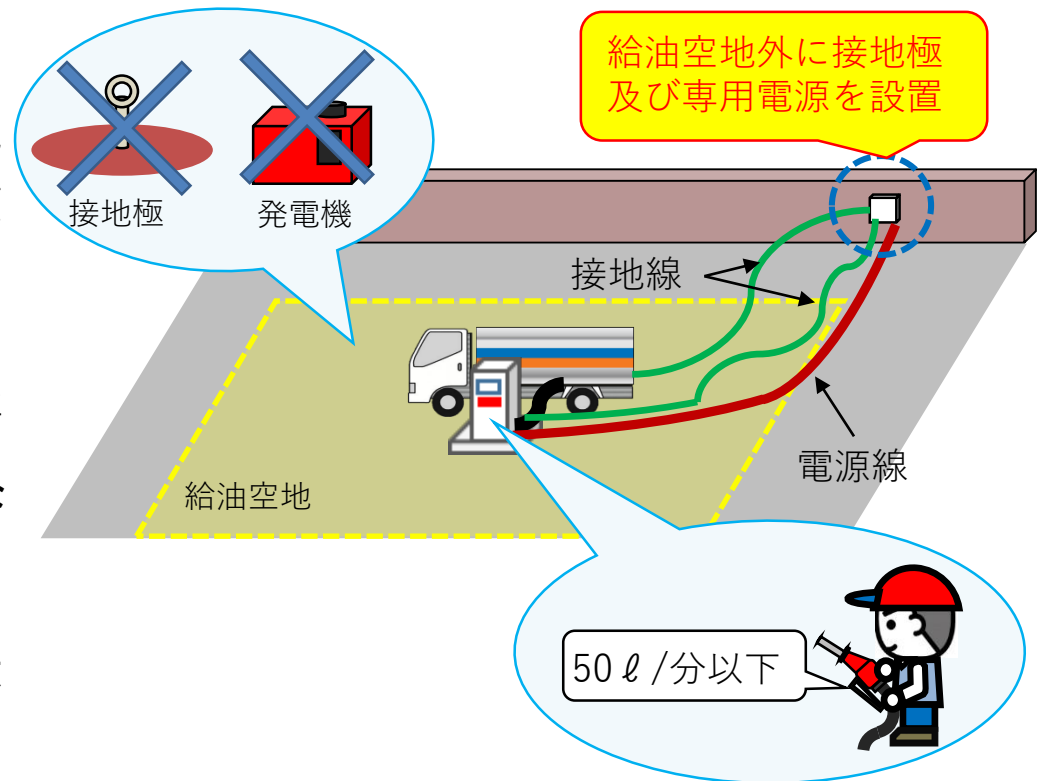 給油空地外に接地極
及び専用電源を設置
接地極
発電機
接地線
電源線
給油空地
50ℓ/分以下